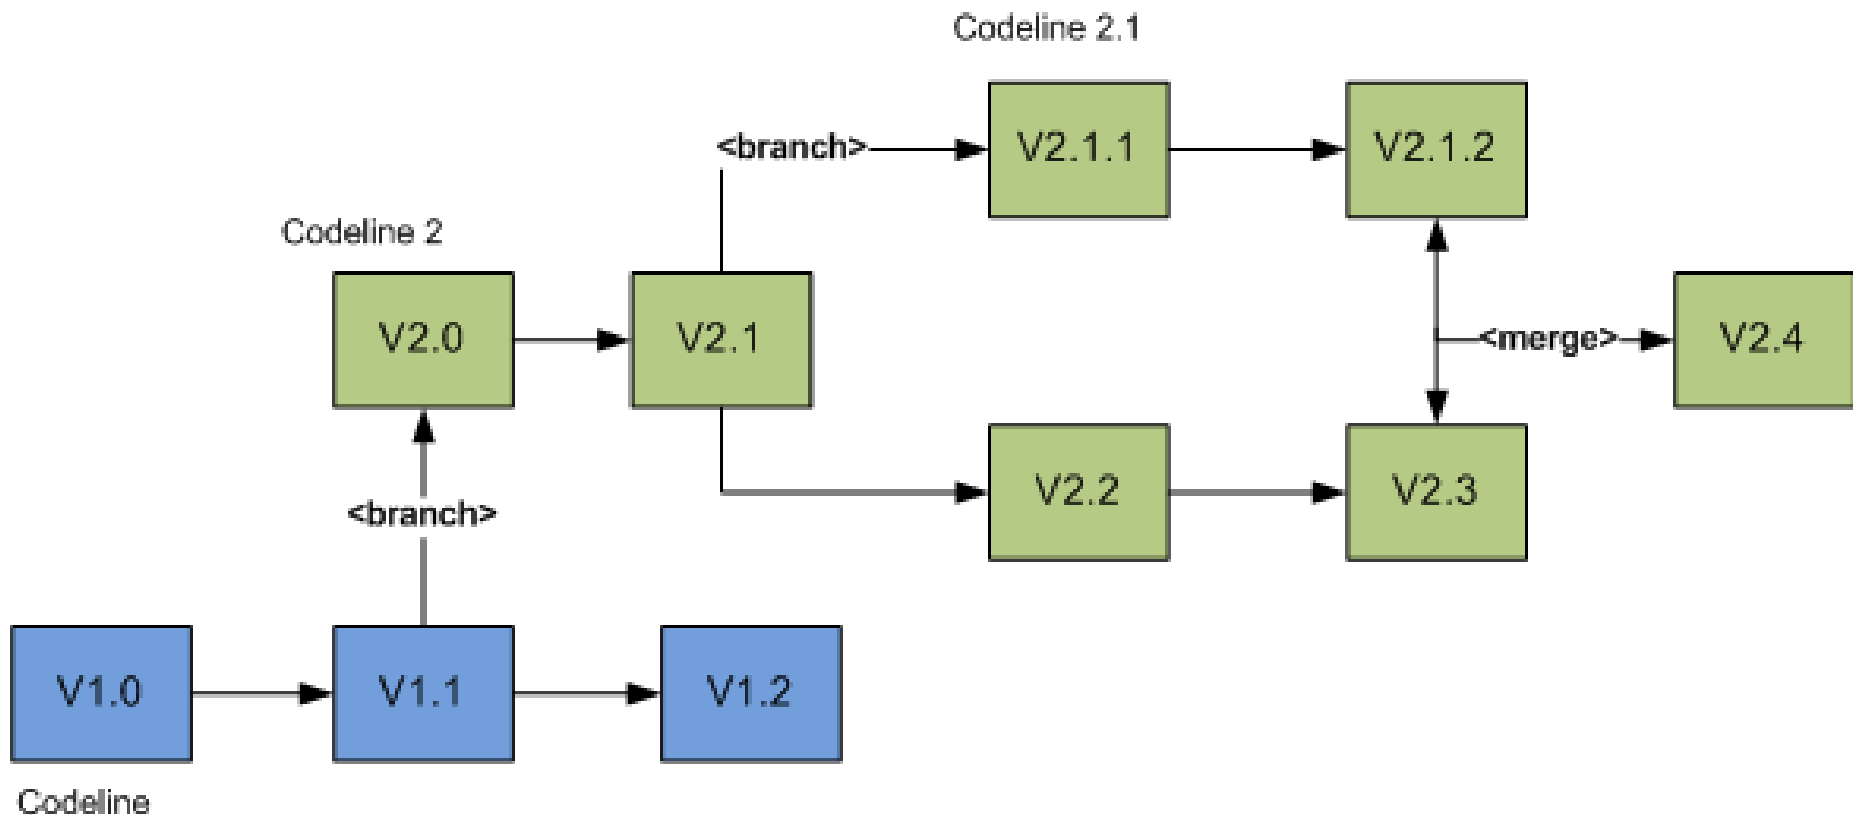 Codeline 2.1
<branch>
V2.1.1
V2.1.2
Codeline 2
V2.0
V2.1
<merge>
V2.4
V2.2
V2.3
<branch>
V1.0
V1.1
V1.2
Codeline